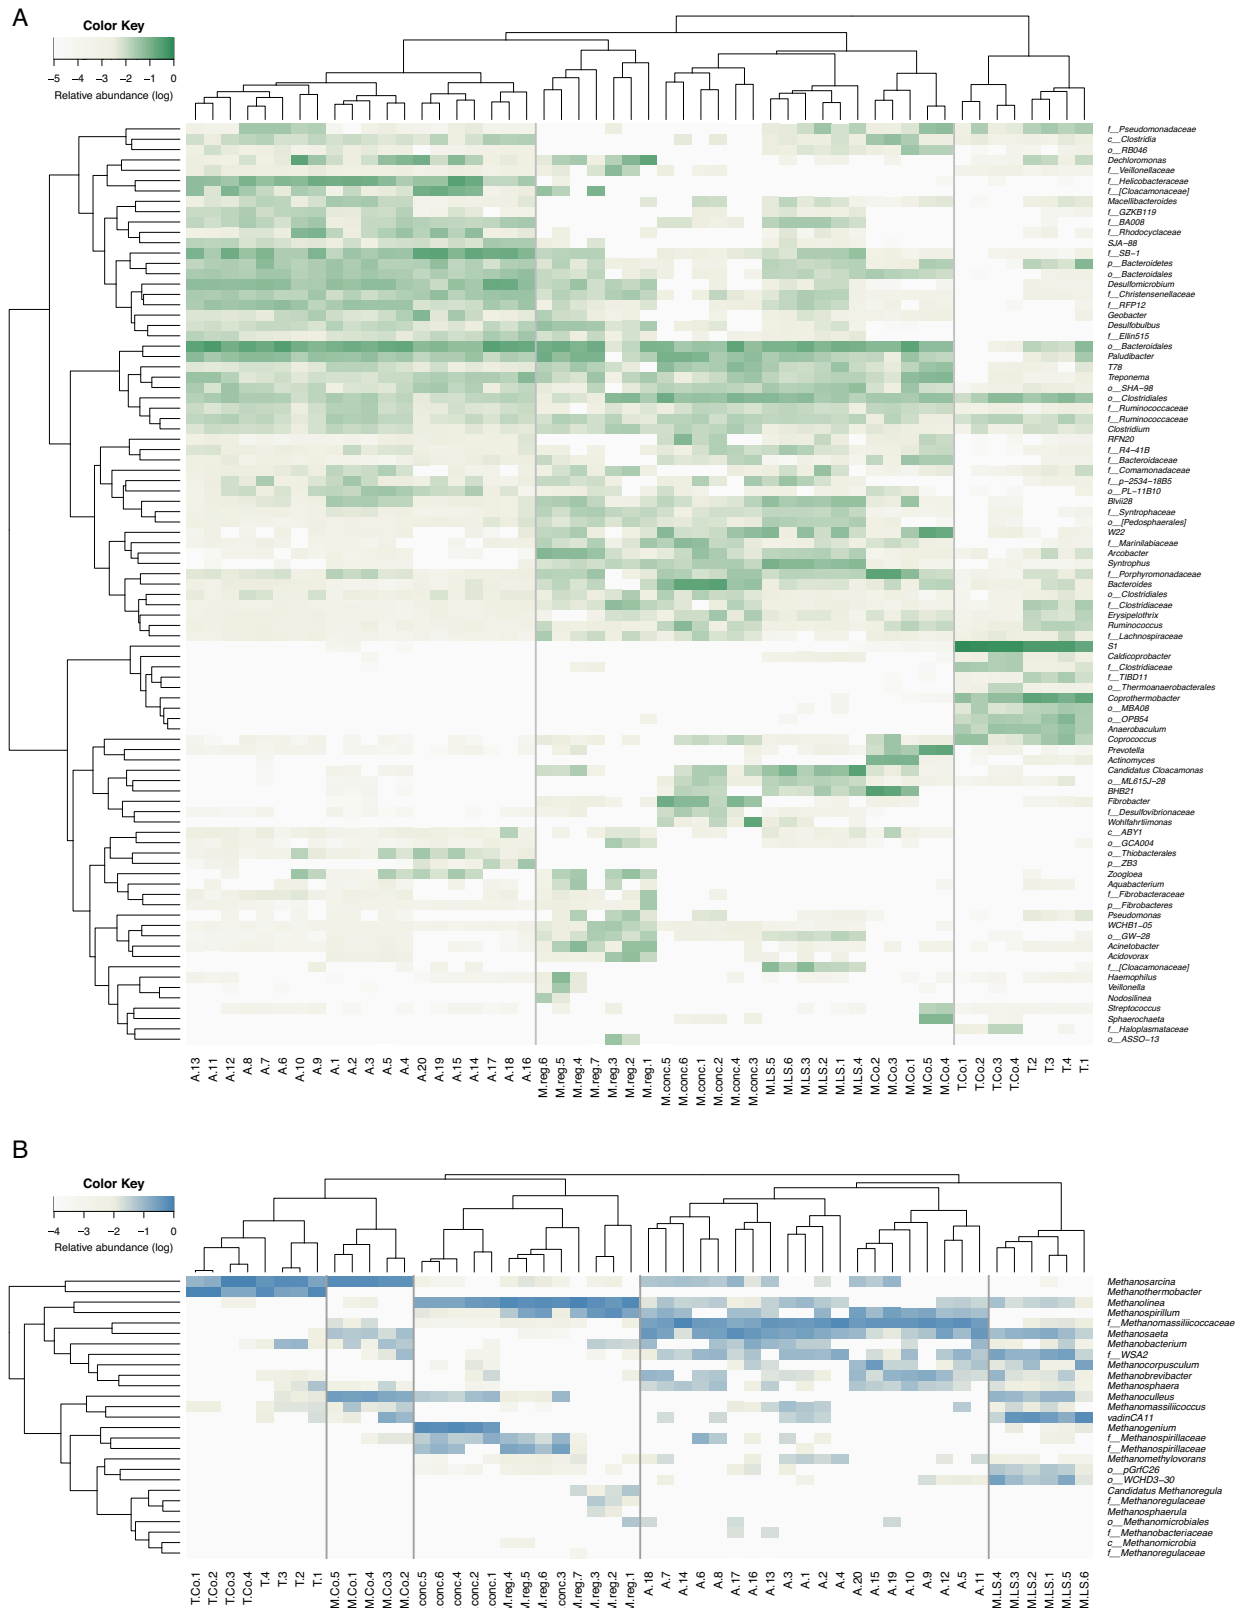 A
Color Key
−5 −4 −3 −2 −1 0
Relative abundance (log)
f__Pseudomonadaceae
c__Clostridia
o__RB046
Dechloromonas
f__Veillonellaceae
f__Helicobacteraceae
f__[Cloacamonaceae]
Macellibacteroides
f__GZKB119
f__BA008
f__Rhodocyclaceae
SJA−88
f__SB−1
p__Bacteroidetes
o__Bacteroidales
Desulfomicrobium
f__Christensenellaceae
f__RFP12
Geobacter
Desulfobulbus
f__Ellin515
o__Bacteroidales
Paludibacter
T78
Treponema
o__SHA−98
o__Clostridiales
f__Ruminococcaceae
f__Ruminococcaceae
Clostridium
RFN20
f__R4−41B
f__Bacteroidaceae
f__Comamonadaceae
f__p−2534−18B5
o__PL−11B10
Blvii28
f__Syntrophaceae
o__[Pedosphaerales]
W22
f__Marinilabiaceae
Arcobacter
Syntrophus
f__Porphyromonadaceae
Bacteroides
o__Clostridiales
f__Clostridiaceae
Erysipelothrix
Ruminococcus
f__Lachnospiraceae
S1
Caldicoprobacter
f__Clostridiaceae
f__TIBD11
o__Thermoanaerobacterales
Coprothermobacter
o__MBA08
o__OPB54
Anaerobaculum
Coprococcus
Prevotella
Actinomyces
Candidatus Cloacamonas
o__ML615J−28
BHB21
Fibrobacter
f__Desulfovibrionaceae
Wohlfahrtiimonas
c__ABY1
o__GCA004
o__Thiobacterales
p__ZB3
Zoogloea
Aquabacterium
f__Fibrobacteraceae
p__Fibrobacteres
Pseudomonas
WCHB1−05
o__GW−28
Acinetobacter
Acidovorax
f__[Cloacamonaceae]
Haemophilus
Veillonella
Nodosilinea
Streptococcus
Sphaerochaeta
f__Haloplasmataceae
o__ASSO−13
A.13 A.11 A.12 A.8 A.7 A.6 A.10 A.9 A.1 A.2 A.3 A.5 A.4 A.20 A.19 A.15 A.14 A.17 A.18 A.16 M.reg.6 M.reg.5 M.reg.4 M.reg.7 M.reg.3 M.reg.2 M.reg.1 M.conc.5 M.conc.6 M.conc.1 M.conc.2 M.conc.4 M.conc.3 M.LS.5 M.LS.6 M.LS.3 M.LS.2 M.LS.1 M.LS.4 M.Co.2 M.Co.3 M.Co.1 M.Co.5 M.Co.4 T.Co.1 T.Co.2 T.Co.3 T.Co.4 T.2 T.3 T.4 T.1
B
Color Key
−4 −3 −2 −1 0
Relative abundance (log)
Methanosarcina
Methanothermobacter
Methanolinea
Methanospirillum
f__Methanomassiliicoccaceae
Methanosaeta
Methanobacterium
f__WSA2
Methanocorpusculum
Methanobrevibacter
Methanosphaera
Methanoculleus
Methanomassiliicoccus
vadinCA11
Methanogenium
f__Methanospirillaceae
f__Methanospirillaceae
Methanomethylovorans
o__pGrfC26
o__WCHD3−30
Candidatus Methanoregula
f__Methanoregulaceae
Methanosphaerula
o__Methanomicrobiales
f__Methanobacteriaceae
c__Methanomicrobia
f__Methanoregulaceae
T.Co.1 T.Co.2 T.Co.3 T.Co.4 T.4 T.3 T.2 T.1 M.Co.5 M.Co.1 M.Co.4 M.Co.3 M.Co.2 conc.5 conc.6 conc.4 conc.2 conc.1 M.reg.4 M.reg.5 M.reg.6 conc.3 M.reg.7 M.reg.3 M.reg.2 M.reg.1 A.18 A.7 A.14 A.6 A.8 A.17 A.16 A.13 A.3 A.1 A.2 A.4 A.20 A.15 A.19 A.10 A.9 A.12 A.5 A.11 M.LS.4 M.LS.3 M.LS.2 M.LS.1 M.LS.5 M.LS.6